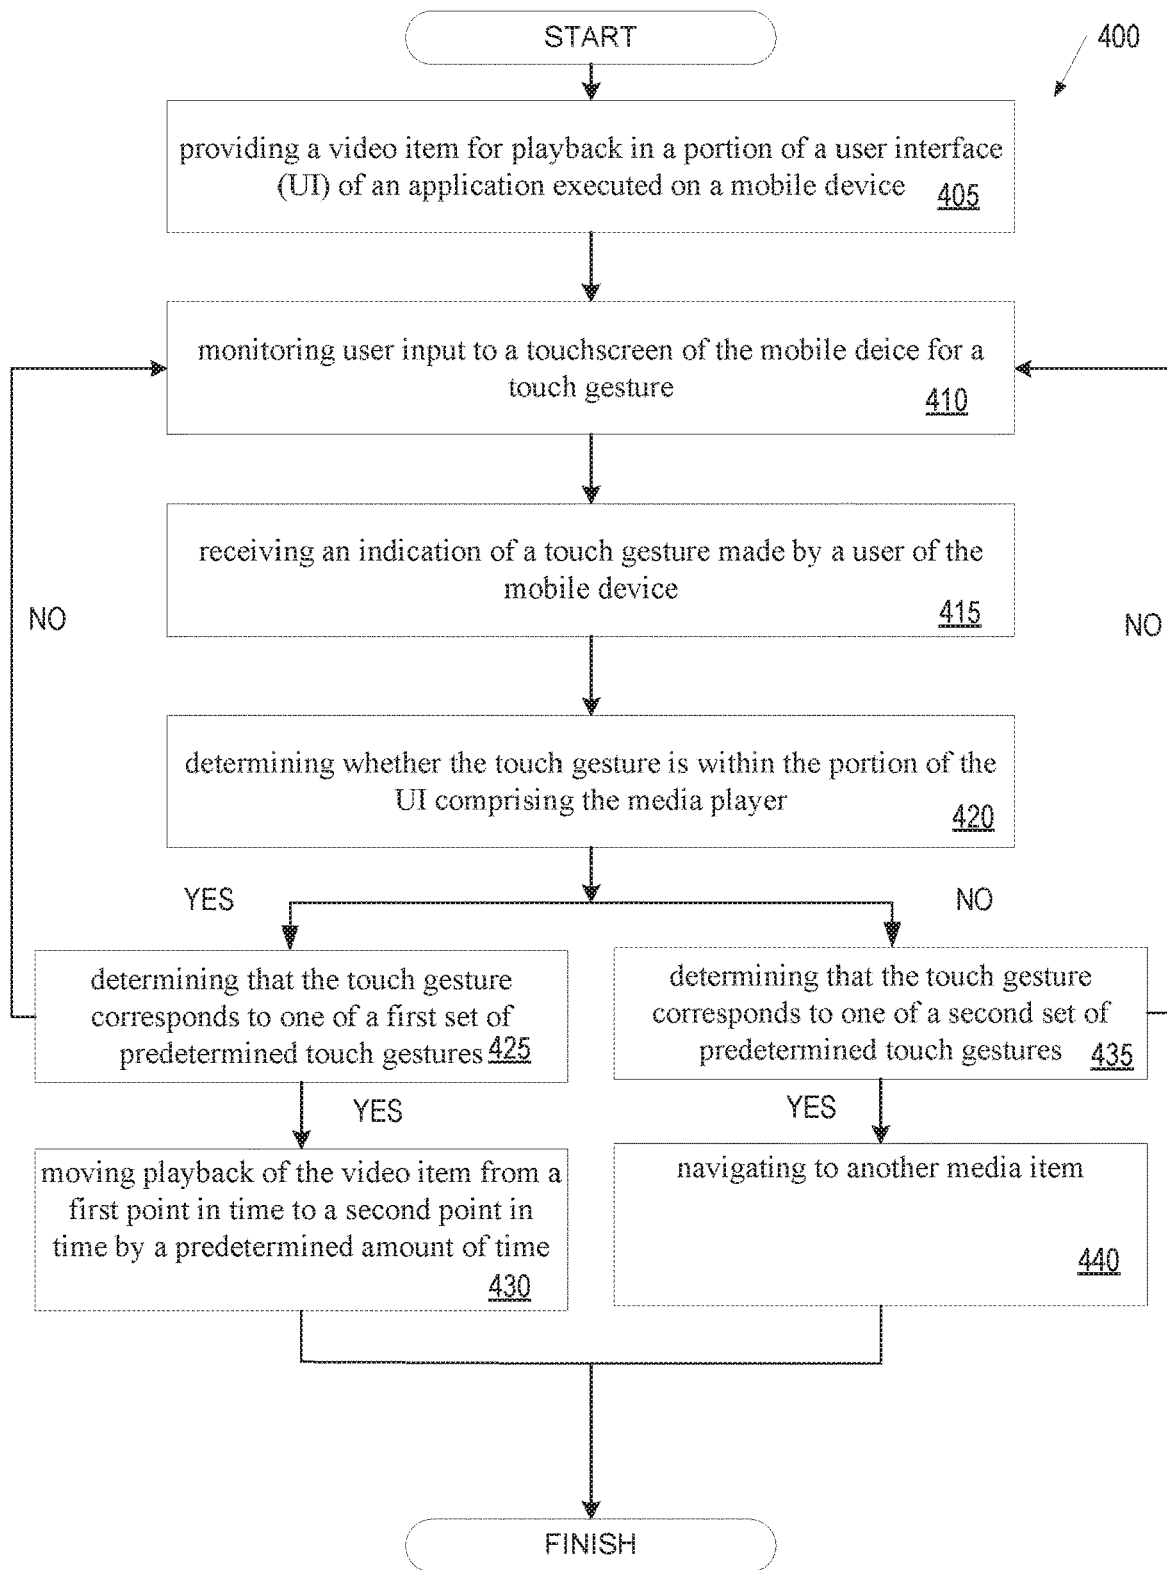 START
400
providing a video item for playback in a portion of a user interface
(UI) of an application executed on a mobile device
405
monitoring user input to a touchscreen of the mobile deice for a
touch gesture
410
receiving an indication of a touch gesture made by a user of the
mobile device
415
NO
NO
determining whether the touch gesture is within the portion of the
UI comprising the media player
420
YES
NO
determining that the touch gesture
corresponds to one of a first set of
predetermined touch gestures 425
determining that the touch gesture
corresponds to one of a second set of
predetermined touch gestures 435
YES
YES
moving playback of the video item from a
first point in time to a second point in
time by a predetermined amount of time
430
navigating to another media item
440
FINISH